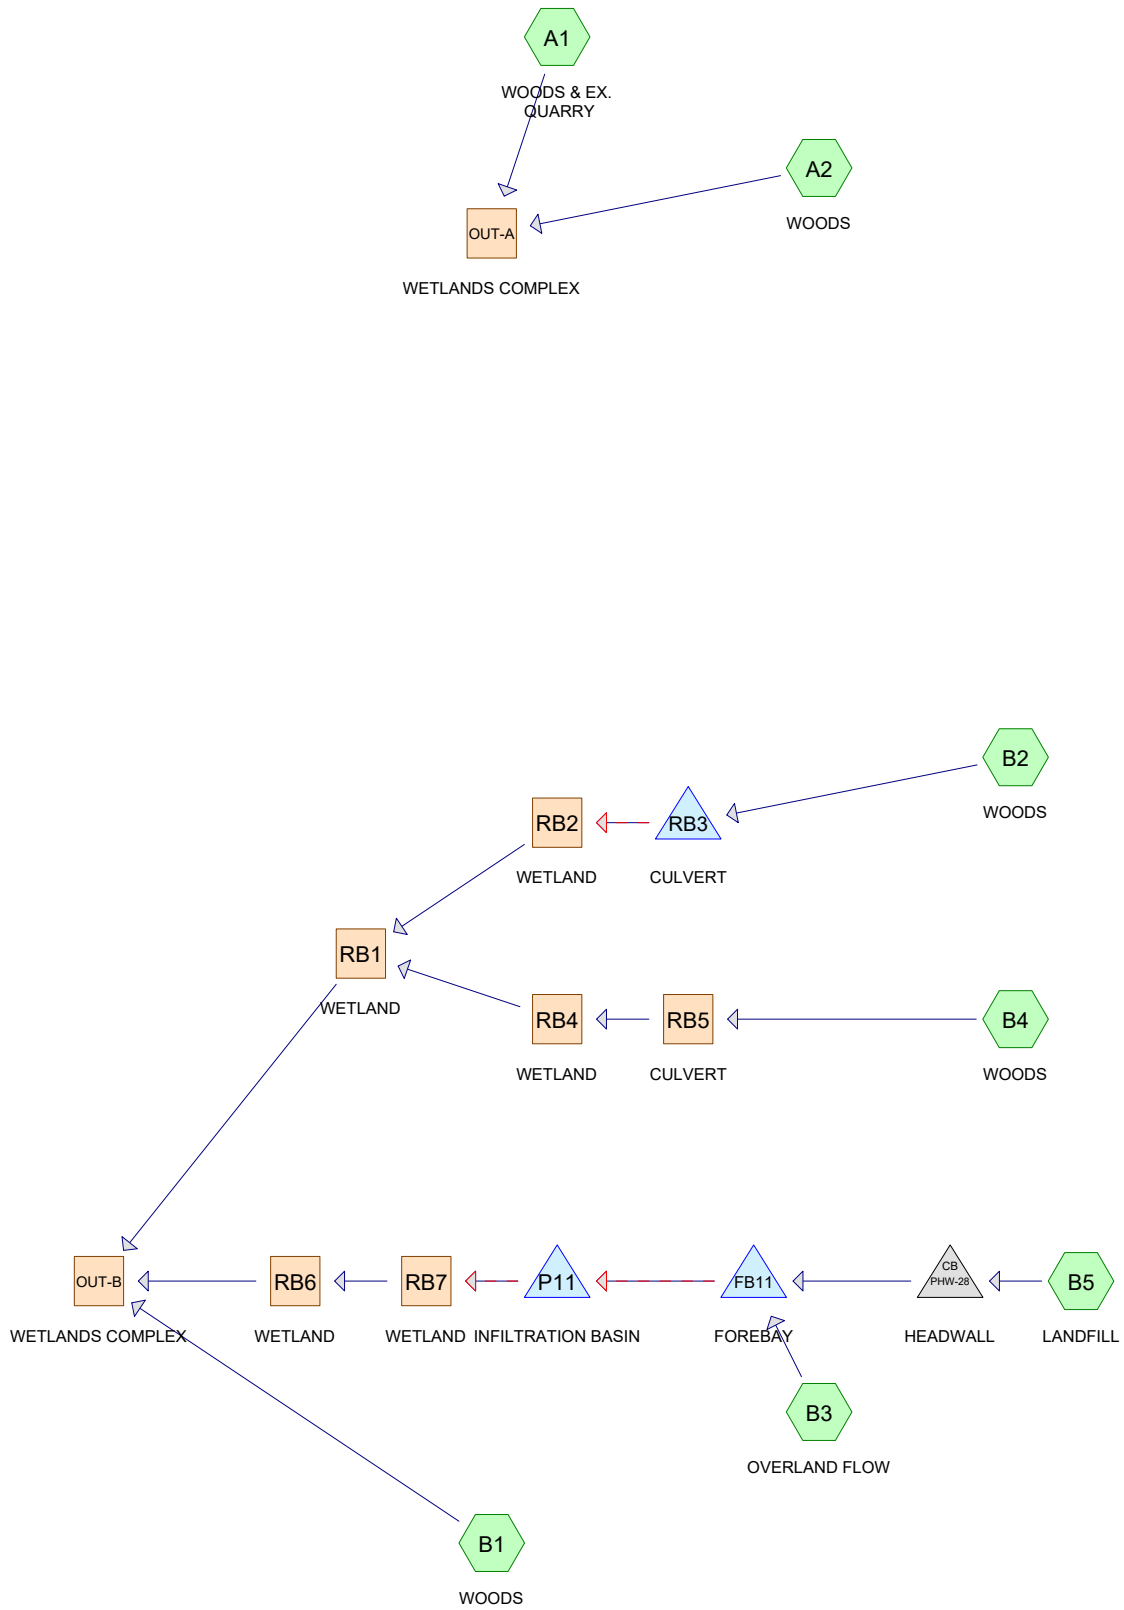 A1
WOODS & EX.
QUARRY
A2
WOODS
OUT-A
WETLANDS COMPLEX
B2
WOODS
RB2
WETLAND
RB3
CULVERT
RB1
WETLAND
RB4
WETLAND
RB5
CULVERT
B4
WOODS
OUT-B
WETLANDS COMPLEX
RB6
WETLAND
RB7
WETLAND
P11
INFILTRATION BASIN
FB11
FOREBAY
CB
PHW-28
HEADWALL
B5
LANDFILL
B3
OVERLAND FLOW
B1
WOODS